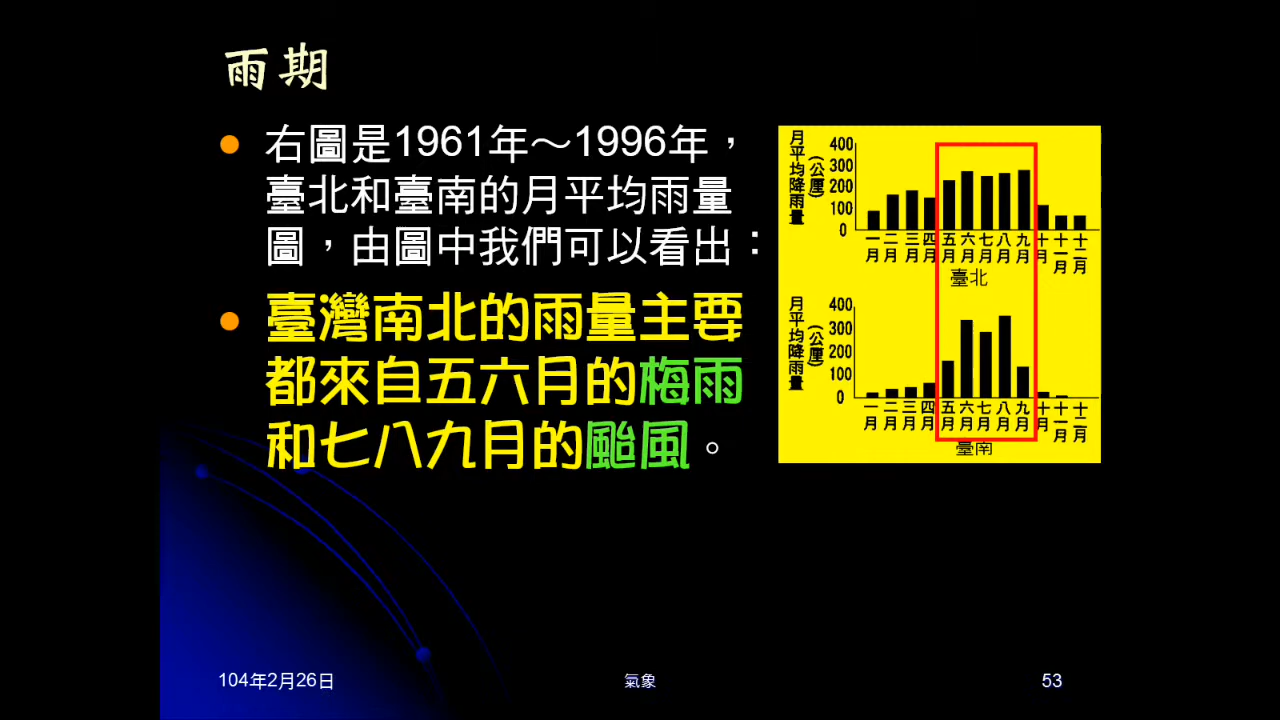 雨期
右圖是1961年～1996年，
臺北和臺南的月平均雨量
圖，由圖中我們可以看出：
臺灣南北的雨量主要
都來自五六月的梅雨
和七八九月的颱風。
月平均降雨量
(公厘)
400
300
200
100
0
一月 二月 三月 四月 五月 六月 七月 八月 九月 十月 十一月 十二月
臺北
月平均降雨量
(公厘)
400
300
200
100
0
一月 二月 三月 四月 五月 六月 七月 八月 九月 十月 十一月 十二月
臺南
104年2月26日
氣象
53